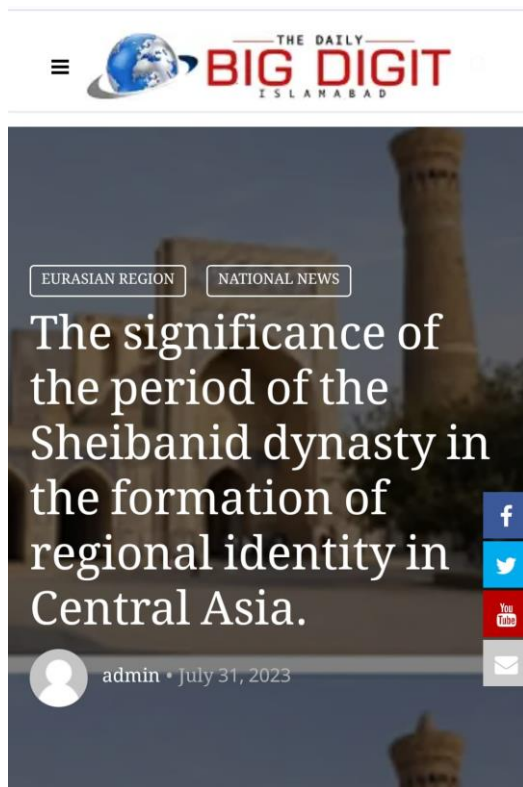 THE DAILY
BIG DIGIT
ISLAMABAD
EURASIAN REGION
NATIONAL NEWS
The significance of
the period of the
Sheibanid dynasty in
the formation of
regional identity in
Central Asia.
admin • July 31, 2023
f
You
Tube